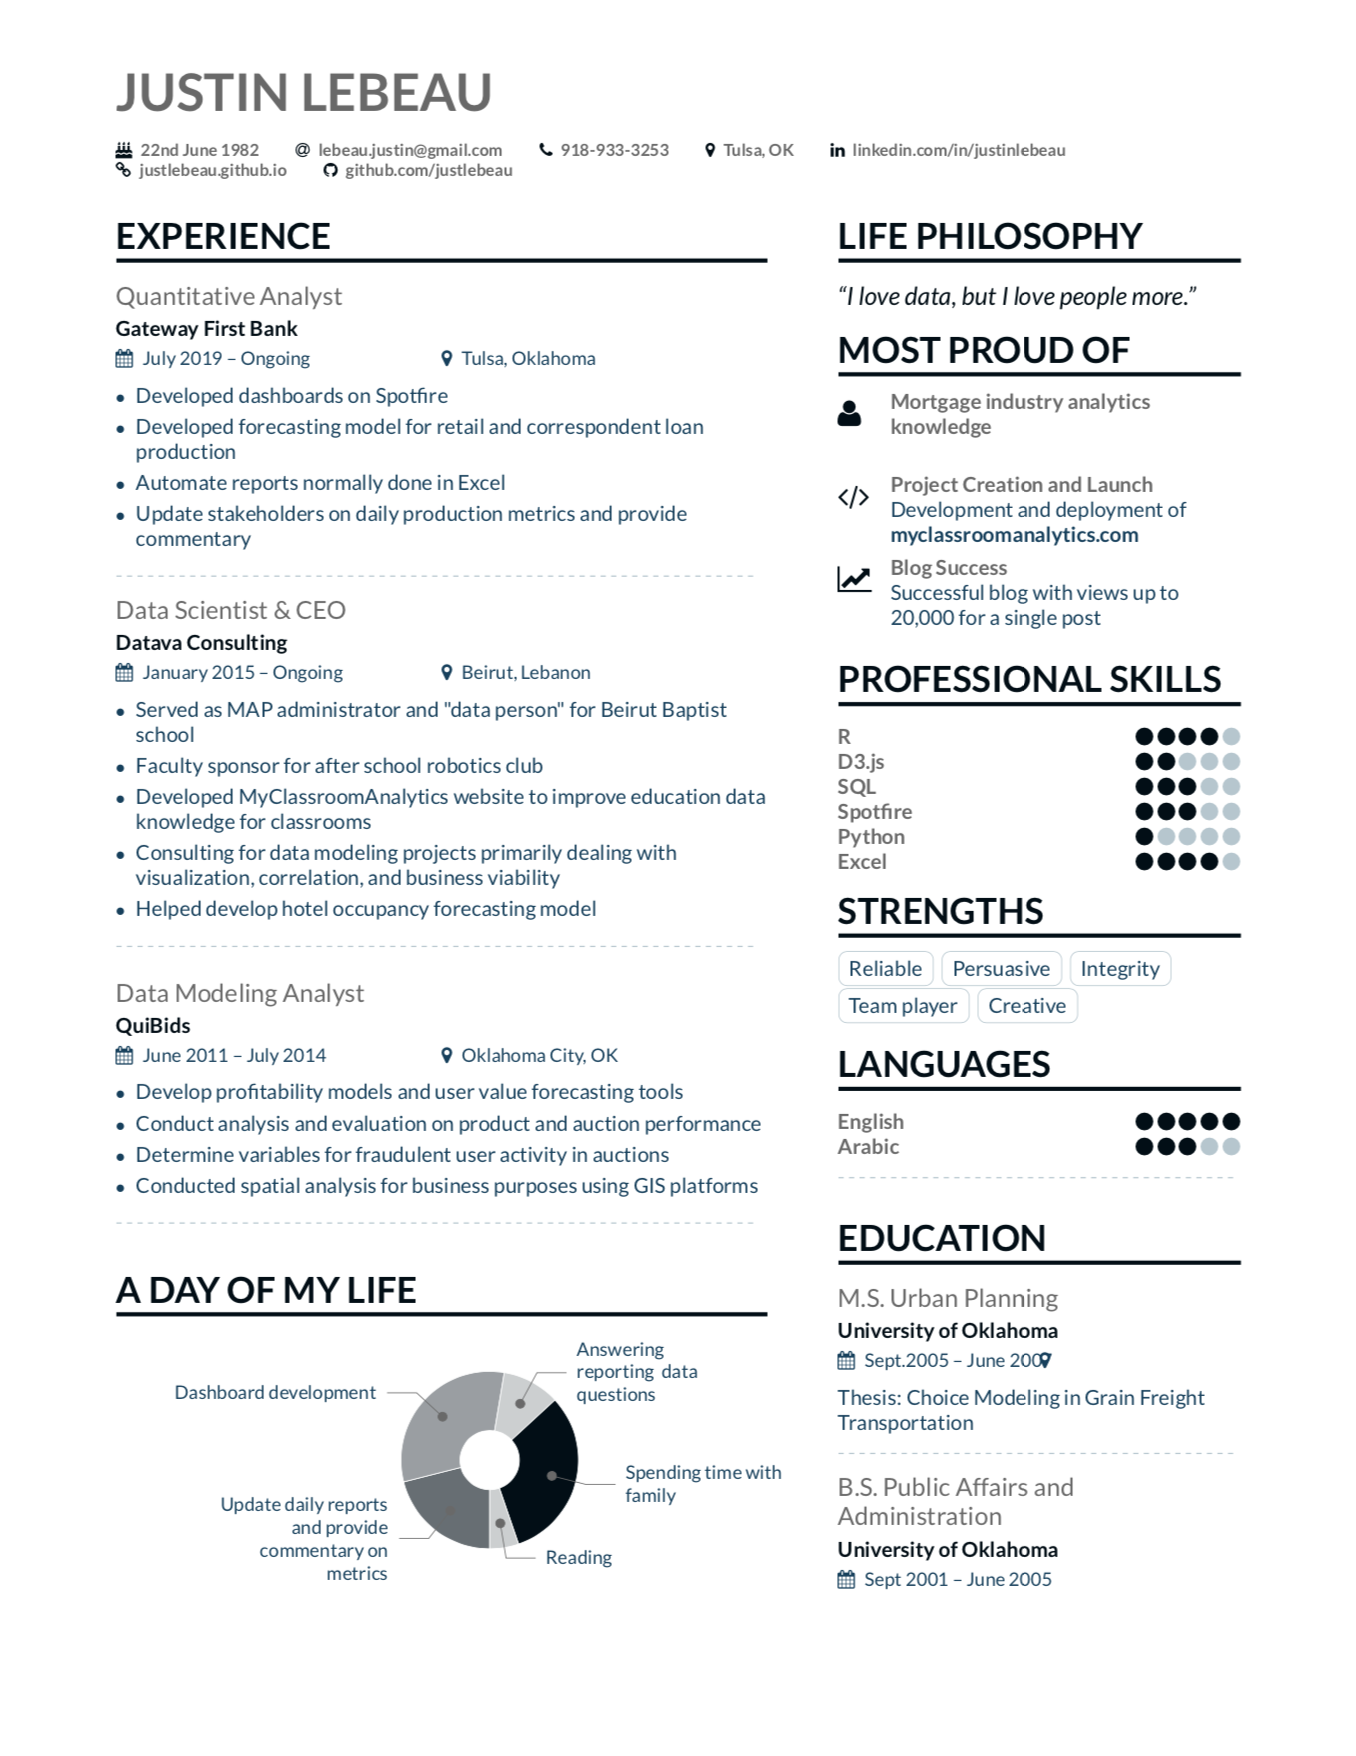 JUSTIN LEBEAU
22nd June 1982 lebeau.justin@gmail.com 918-933-3253 Tulsa, OK linkedin.com/in/justinlebeau
justlebeau.github.io github.com/justlebeau
EXPERIENCE
Quantitative Analyst
Gateway First Bank
July 2019 – Ongoing Tulsa, Oklahoma
• Developed dashboards on Spotfire
• Developed forecasting model for retail and correspondent loan
production
• Automate reports normally done in Excel
• Update stakeholders on daily production metrics and provide
commentary
Data Scientist & CEO
Datava Consulting
January 2015 – Ongoing Beirut, Lebanon
• Served as MAP administrator and "data person" for Beirut Baptist
school
• Faculty sponsor for after school robotics club
• Developed MyClassroomAnalytics website to improve education data
knowledge for classrooms
• Consulting for data modeling projects primarily dealing with
visualization, correlation, and business viability
• Helped develop hotel occupancy forecasting model
Data Modeling Analyst
QuiBids
June 2011 – July 2014 Oklahoma City, OK
• Develop profitability models and user value forecasting tools
• Conduct analysis and evaluation on product and auction performance
• Determine variables for fraudulent user activity in auctions
• Conducted spatial analysis for business purposes using GIS platforms
A DAY OF MY LIFE
Answering
reporting data
questions
Dashboard development
Spending time with
family
Update daily reports
and provide
commentary on
metrics
Reading
LIFE PHILOSOPHY
“I love data, but I love people more.”
MOST PROUD OF
Mortgage industry analytics
knowledge
Project Creation and Launch
Development and deployment of
myclassroomanalytics.com
Blog Success
Successful blog with views up to
20,000 for a single post
PROFESSIONAL SKILLS
R
D3.js
SQL
Spotfire
Python
Excel
STRENGTHS
Reliable Persuasive Integrity
Team player Creative
LANGUAGES
English
Arabic
EDUCATION
M.S. Urban Planning
University of Oklahoma
Sept.2005 – June
Thesis: Choice Modeling in Grain Freight
Transportation
B.S. Public Affairs and
Administration
University of Oklahoma
Sept 2001 – June 2005